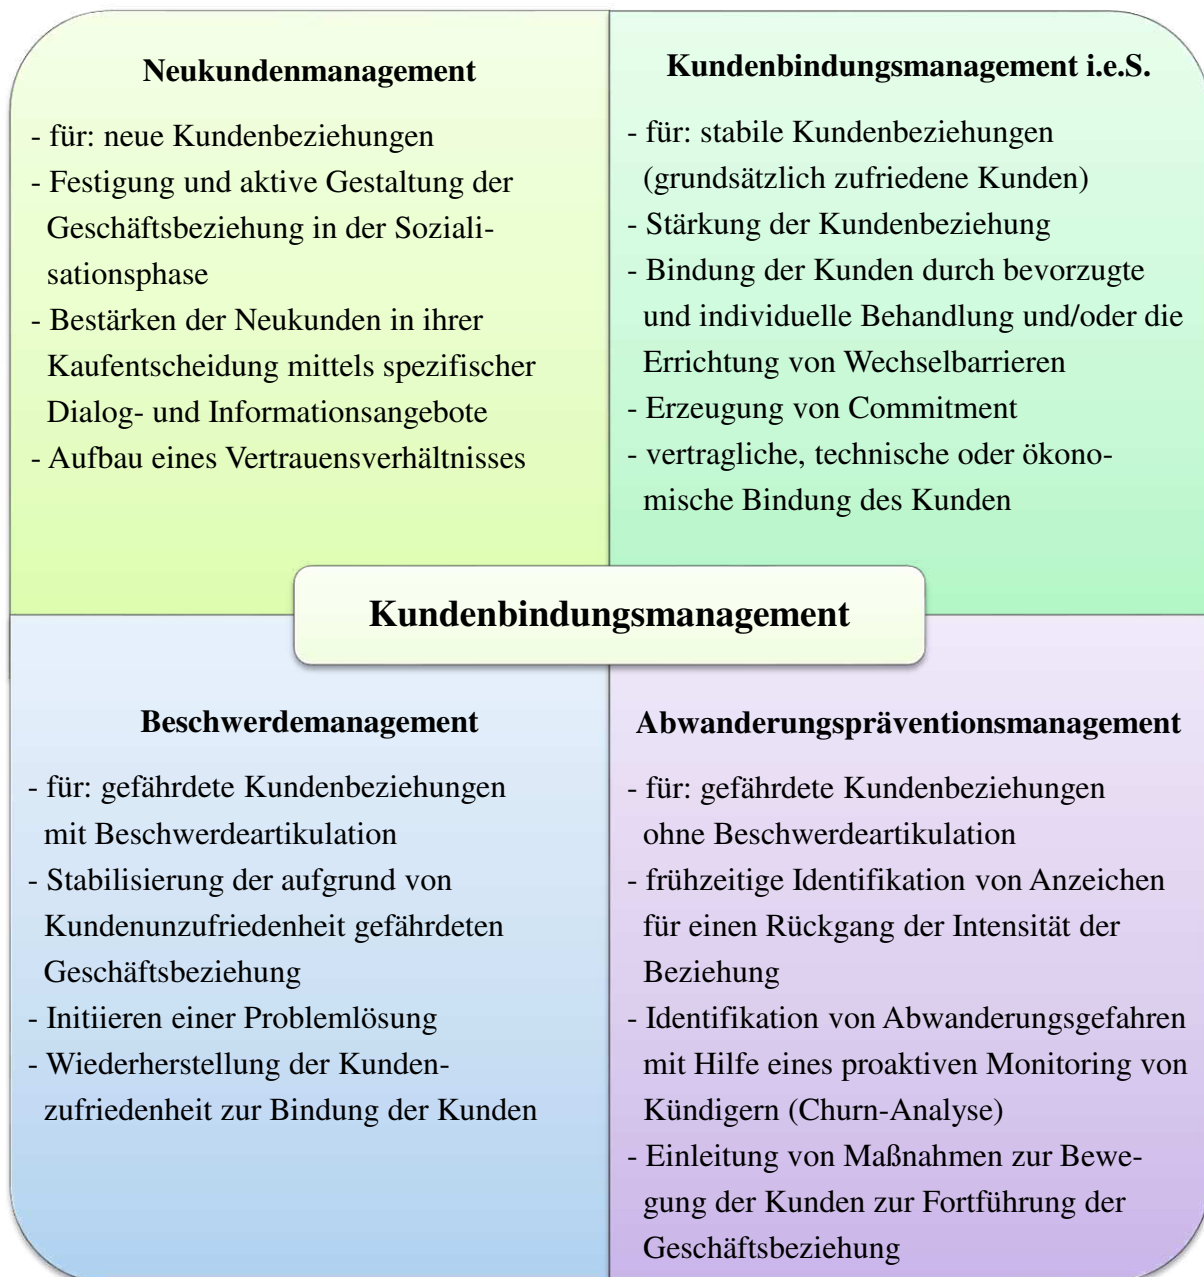 Neukundenmanagement
- für: neue Kundenbeziehungen
- Festigung und aktive Gestaltung der
Geschäftsbeziehung in der Soziali-
sationsphase
- Bestärken der Neukunden in ihrer
Kaufentscheidung mittels spezifischer
Dialog- und Informationsangebote
- Aufbau eines Vertrauensverhältnisses
Kundenbindungsmanagement i.e.S.
- für: stabile Kundenbeziehungen
(grundsätzlich zufriedene Kunden)
- Stärkung der Kundenbeziehung
- Bindung der Kunden durch bevorzugte
und individuelle Behandlung und/oder die
Errichtung von Wechselbarrieren
- Erzeugung von Commitment
- vertragliche, technische oder ökono-
mische Bindung des Kunden
Kundenbindungsmanagement
Beschwerdemanagement
- für: gefährdete Kundenbeziehungen
mit Beschwerdeartikulation
- Stabilisierung der aufgrund von
Kundenunzufriedenheit gefährdeten
Geschäftsbeziehung
- Initiieren einer Problemlösung
- Wiederherstellung der Kunden-
zufriedenheit zur Bindung der Kunden
Abwanderungspräventionsmanagement
- für: gefährdete Kundenbeziehungen
ohne Beschwerdeartikulation
- frühzeitige Identifikation von Anzeichen
für einen Rückgang der Intensität der
Beziehung
- Identifikation von Abwanderungsgefahren
mit Hilfe eines proaktiven Monitoring von
Kündigern (Churn-Analyse)
- Einleitung von Maßnahmen zur Bewe-
gung der Kunden zur Fortführung der
Geschäftsbeziehung